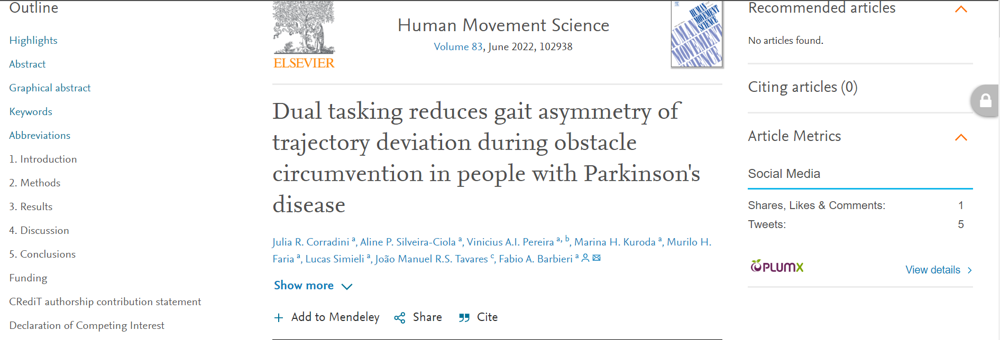 Outline
Highlights
Abstract
Graphical abstract
Keywords
Abbreviations
1. Introduction
2. Methods
3. Results
4. Discussion
5. Conclusions
Funding
CRediT authorship contribution statement
Declaration of Competing Interest
ELSEVIER
Human Movement Science
Volume 83, June 2022, 102938
HUMAN
MOVEMENT
SCIENCE
Dual tasking reduces gait asymmetry of
trajectory deviation during obstacle
circumvention in people with Parkinson's
disease
Julia R. Corradini a, Aline P. Silveira-Ciola a, Vinicius A.I. Pereira a, b, Marina H. Kuroda a, Murilo H.
Faria a, Lucas Simieli a, João Manuel R.S. Tavares c, Fabio A. Barbieri a
Show more
Add to Mendeley Share Cite
Recommended articles
No articles found.
Citing articles (0)
Article Metrics
Social Media
Shares, Likes & Comments: 1
Tweets: 5
PLUMX View details